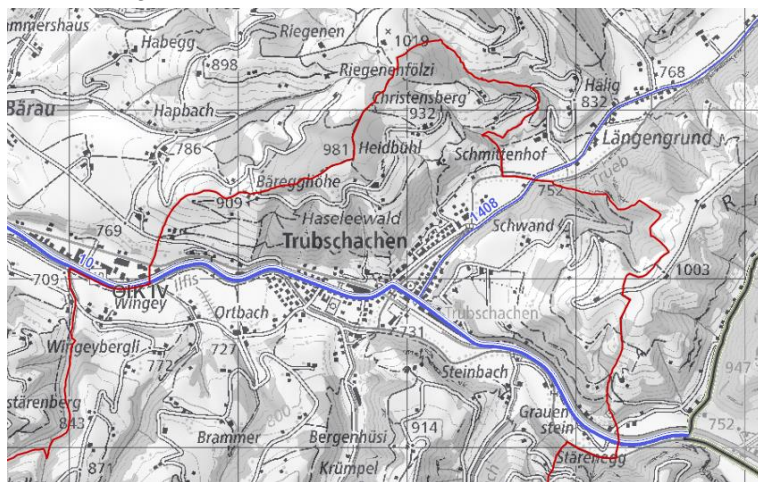 mmershaus
Habegg
Riegenen
1019
898
Riegenenfölzi
Hälig
768
Bärau
Hapbach
Christensberg
932
832
786
981
Heidbühl
Schmittenhof
Längengrund
Bäregghöhe
752
Trueb
909
Haseleewald
1408
Schwand
R
769
Trubschachen
10
1003
709
Ilfis
Wingey
Ortbach
Trubschachen
Wingeybergli
727
731
772
A
Steinbach
947
stärenberg
800
Grauen
stein
843
Brammer
Bergenhüsi
914
752
871
Krümpel
Stärenegg